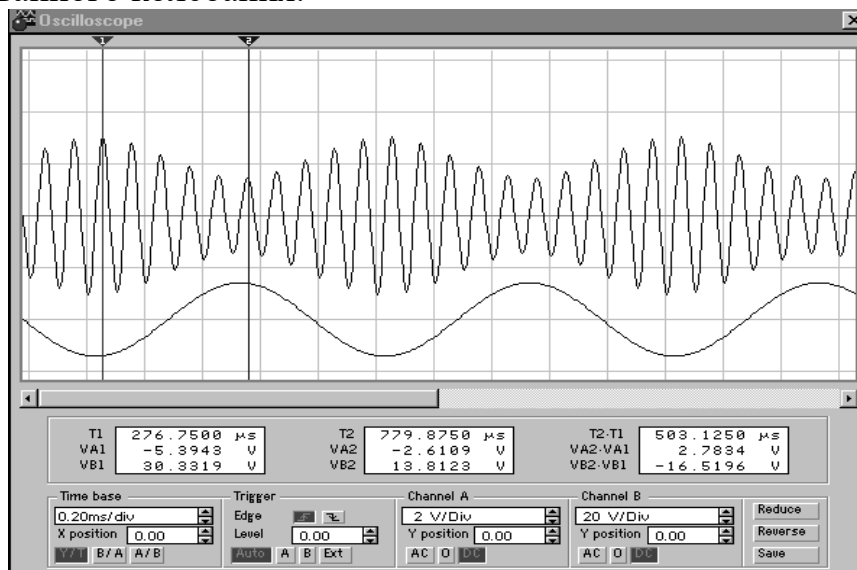 Oscilloscope
1 2
T1 276.7500 µs
VA1 -5.3943 V
VB1 30.3319 V
T2 779.8750 µs
VA2 -2.6109 V
VB2 13.8123 V
T2-T1 503.1250 µs
VA2-VA1 2.7834 V
VB2-VB1 -16.5196 V
Time base
0.20ms/div
X position 0.00
Y/T B/A A/B
Trigger
Edge
Level 0.00
Auto A B Ext
Channel A
2 V/Div
Y position 0.00
AC 0 DC
Channel B
20 V/Div
Y position 0.00
AC 0 DC
Reduce
Reverse
Save